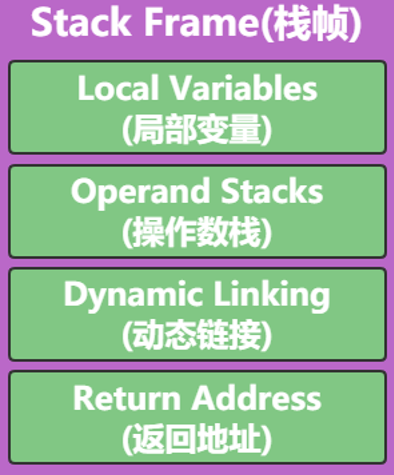 Stack Frame(栈帧)
Local Variables
(局部变量)
Operand Stacks
(操作数栈)
Dynamic Linking
(动态链接)
Return Address
(返回地址)